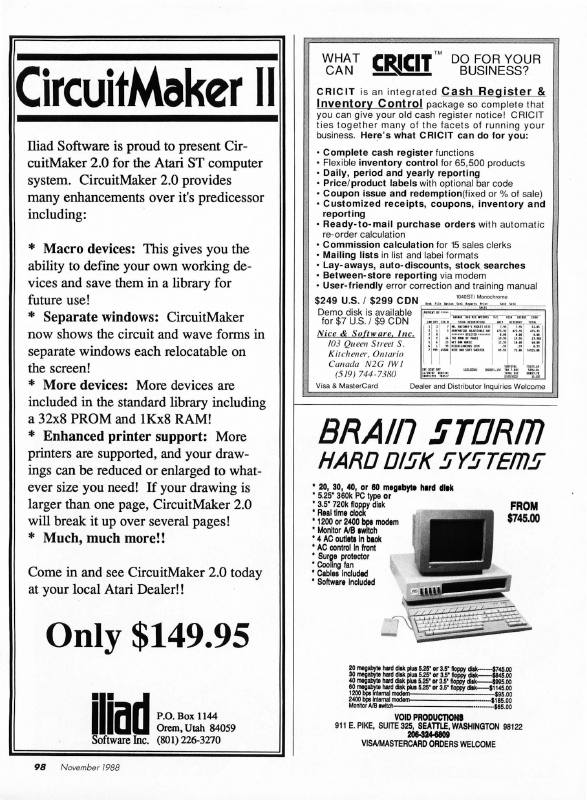 CircuitMaker II
Iliad Software is proud to present Cir-
cuitMaker 2.0 for the Atari ST computer
system. CircuitMaker 2.0 provides
many enhancements over it's predicessor
including:
* Macro devices: This gives you the
ability to define your own working de-
vices and save them in a library for
future use!
* Separate windows: CircuitMaker
now shows the circuit and wave forms in
separate windows each relocatable on
the screen!
* More devices: More devices are
included in the standard library including
a 32x8 PROM and 1Kx8 RAM!
* Enhanced printer support: More
printers are supported, and your draw-
ings can be reduced or enlarged to what-
ever size you need! If your drawing is
larger than one page, CircuitMaker 2.0
will break it up over several pages!
* Much, much more!!
Come in and see CircuitMaker 2.0 today
at your local Atari Dealer!!
Only $149.95
iliad
Software Inc.
P.O. Box 1144
Orem, Utah 84059
(801) 226-3270
98 November 1988
WHAT CRICIT™ DO FOR YOUR
CAN BUSINESS?
CRICIT is an integrated Cash Register &
Inventory Control package so complete that
you can give your old cash register notice! CRICIT
ties together many of the facets of running your
business. Here's what CRICIT can do for you:
• Complete cash register functions
• Flexible inventory control for 65,500 products
• Daily, period and yearly reporting
• Price/product labels with optional bar code
• Coupon issue and redemption(fixed or % of sale)
• Customized receipts, coupons, inventory and
reporting
• Ready-to-mail purchase orders with automatic
re-order calculation
• Commission calculation for 15 sales clerks
• Mailing lists in list and label formats
• Lay-aways, auto-discounts, stock searches
• Between-store reporting via modem
• User-friendly error correction and training manual
$249 U.S. / $299 CDN
Demo disk is available
for $7 U.S. / $9 CDN
Nice & Software, Inc.
103 Queen Street S.
Kitchener, Ontario
Canada N2G 1W1
(519) 744-7380
1040ST/ Monochrome
Visa & MasterCard Dealer and Distributor Inquiries Welcome
BRAIN STORM
HARD DISK SYSTEMS
* 20, 30, 40, or 60 megabyte hard disk
* 5.25" 360k PC type or
* 3.5" 720k floppy disk
* Real time clock
* 1200 or 2400 bps modem
* Monitor A/B switch
* 4 AC outlets in back
* AC control in front
* Surge protector
* Cooling fan
* Cables included
* Software included
FROM
$745.00
20 megabyte hard disk plus 5.25" or 3.5" floppy disk-------$745.00
30 megabyte hard disk plus 5.25" or 3.5" floppy disk-------$845.00
40 megabyte hard disk plus 5.25" or 3.5" floppy disk-------$995.00
60 megabyte hard disk plus 5.25" or 3.5" floppy disk-------$1145.00
1200 bps internal modem-------$95.00
2400 bps internal modem-------$185.00
Monitor A/B switch-------$65.00
VOID PRODUCTIONS
911 E. PIKE, SUITE 325, SEATTLE, WASHINGTON 98122
206-324-6809
VISA/MASTERCARD ORDERS WELCOME